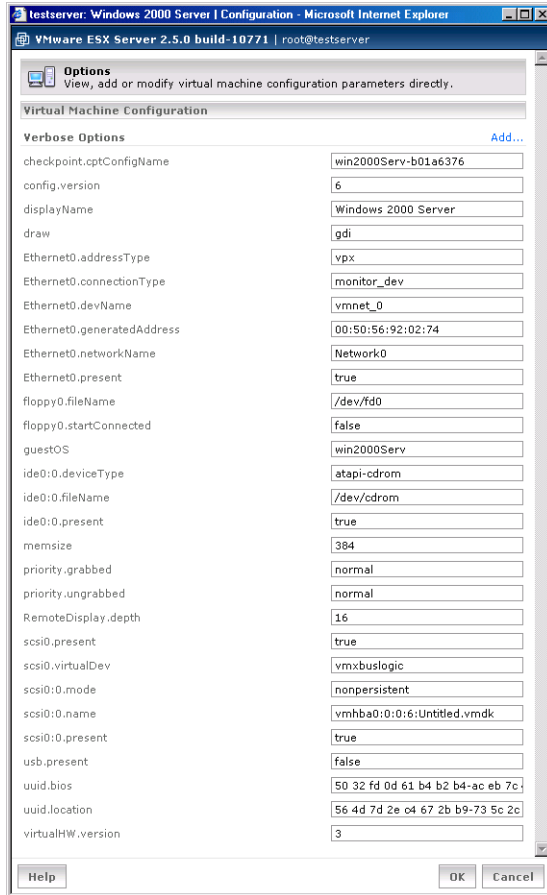 testserver: Windows 2000 Server | Configuration - Microsoft Internet Explorer
VMware ESX Server 2.5.0 build-10771 | root@testserver
Options
View, add or modify virtual machine configuration parameters directly.
Virtual Machine Configuration
Verbose Options Add...
checkpoint.cptConfigName win2000Serv-b01a6376
config.version 6
displayName Windows 2000 Server
draw gdi
Ethernet0.addressType vpx
Ethernet0.connectionType monitor_dev
Ethernet0.devName vmnet_0
Ethernet0.generatedAddress 00:50:56:92:02:74
Ethernet0.networkName Network0
Ethernet0.present true
floppy0.fileName /dev/fd0
floppy0.startConnected false
guestOS win2000Serv
ide0:0.deviceType atapi-cdrom
ide0:0.fileName /dev/cdrom
ide0:0.present true
memsize 384
priority.grabbed normal
priority.ungrabbed normal
RemoteDisplay.depth 16
scsi0.present true
scsi0.virtualDev vmxbuslogic
scsi0:0.mode nonpersistent
scsi0:0.name vmhba0:0:0:6:Untitled.vmdk
scsi0:0.present true
usb.present false
uuid.bios 50 32 fd 0d 61 b4 b2 b4-ac eb 7c
uuid.location 56 4d 7d 2e c4 67 2b b9-73 5c 2c
virtualHW.version 3
Help OK Cancel